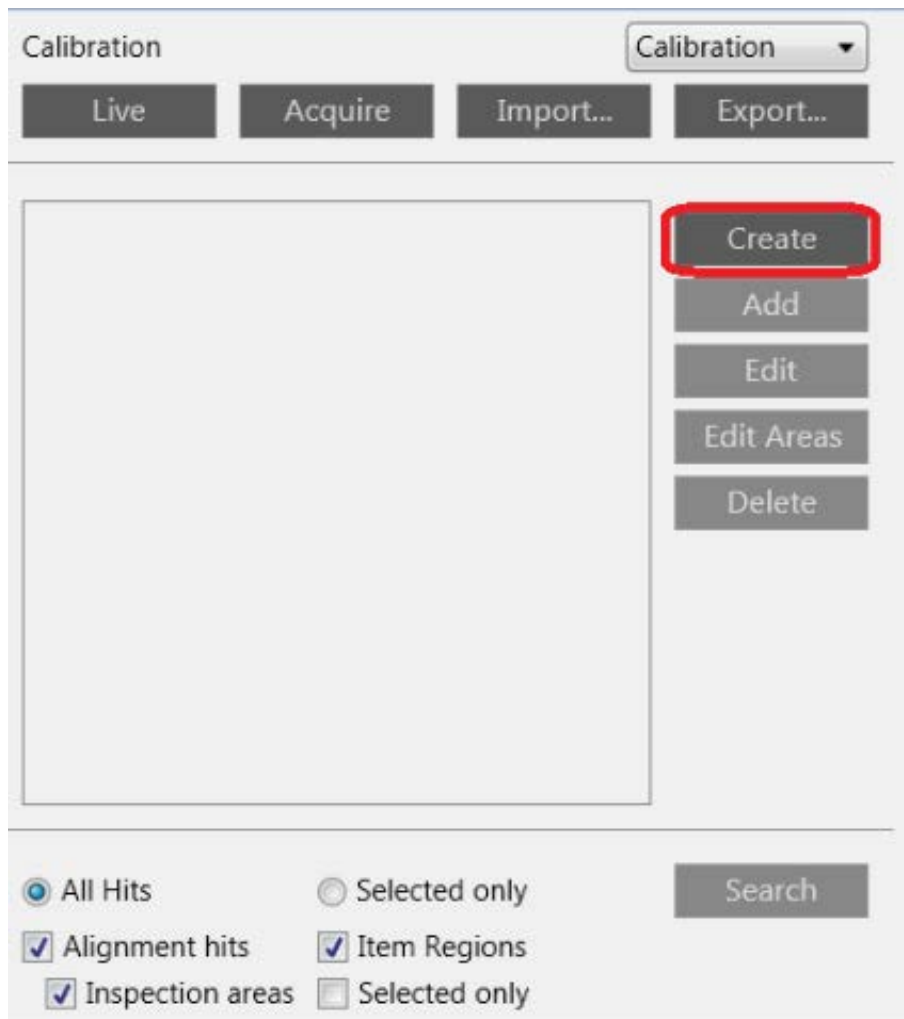 Calibration Calibration
Live Acquire Import... Export...
Create
Add
Edit
Edit Areas
Delete
All Hits Selected only Search
Alignment hits Item Regions
Inspection areas Selected only